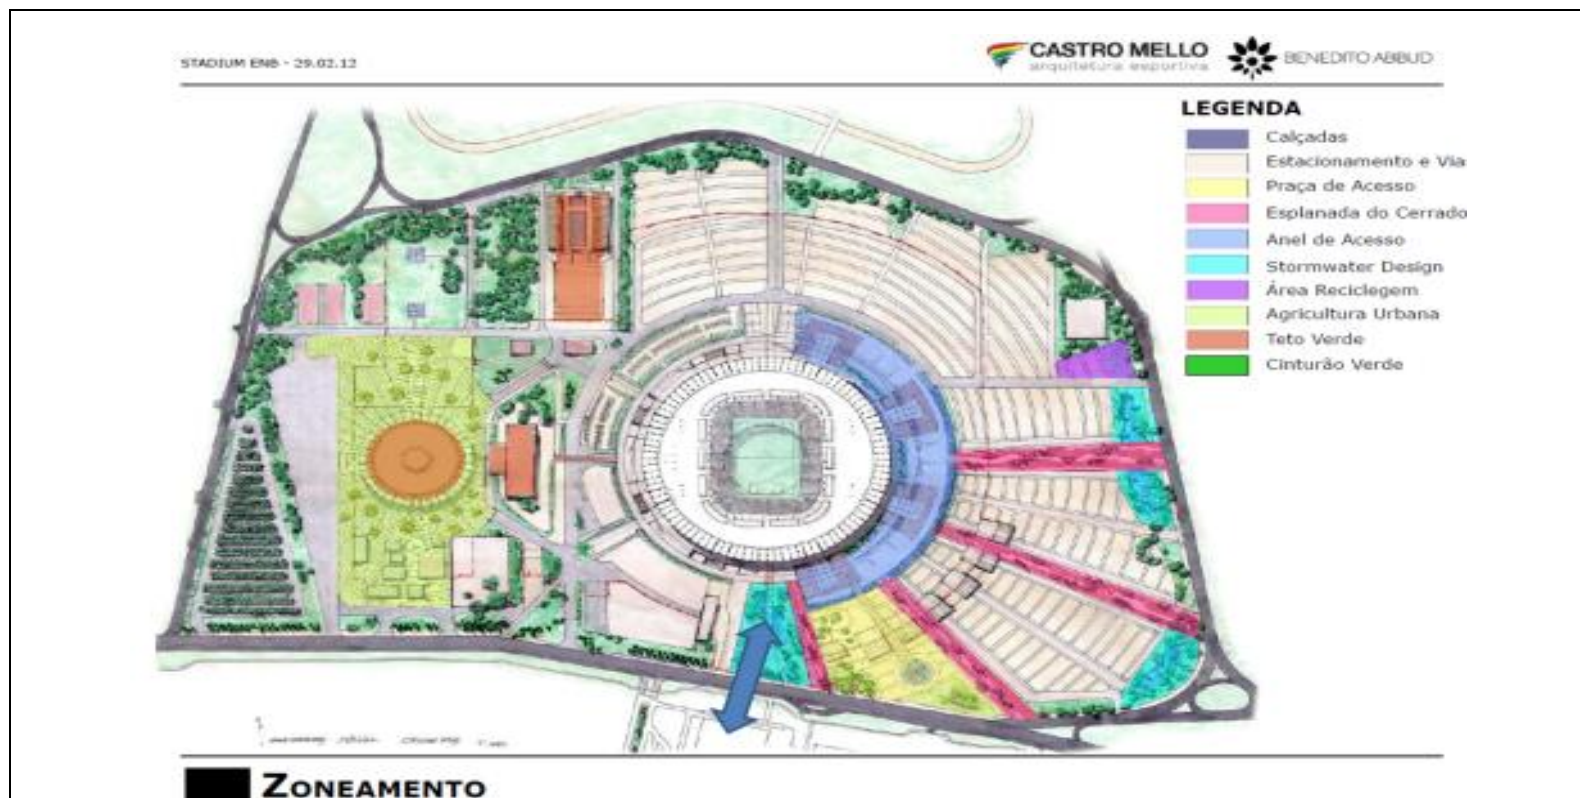 STADIUM ENB - 29.02.12
CASTRO MELLO
arquitetura esportiva
BENEDITO ABBUD
LEGENDA
Calçadas
Estacionamento e Via
Praça de Acesso
Esplanada do Cerrado
Anel de Acesso
Stormwater Design
Área Reciclegem
Agricultura Urbana
Teto Verde
Cinturão Verde
ZONEAMENTO